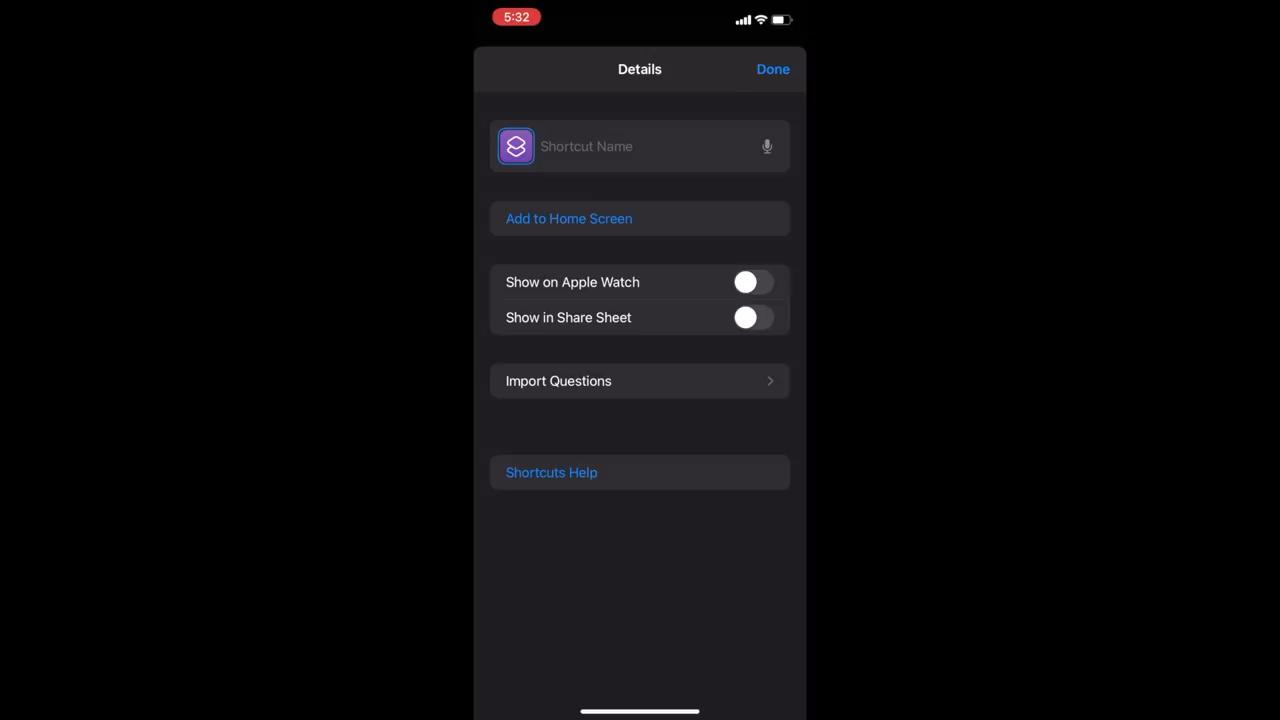 5:32
Details
Done
Shortcut Name
Add to Home Screen
Show on Apple Watch
Show in Share Sheet
Import Questions
Shortcuts Help